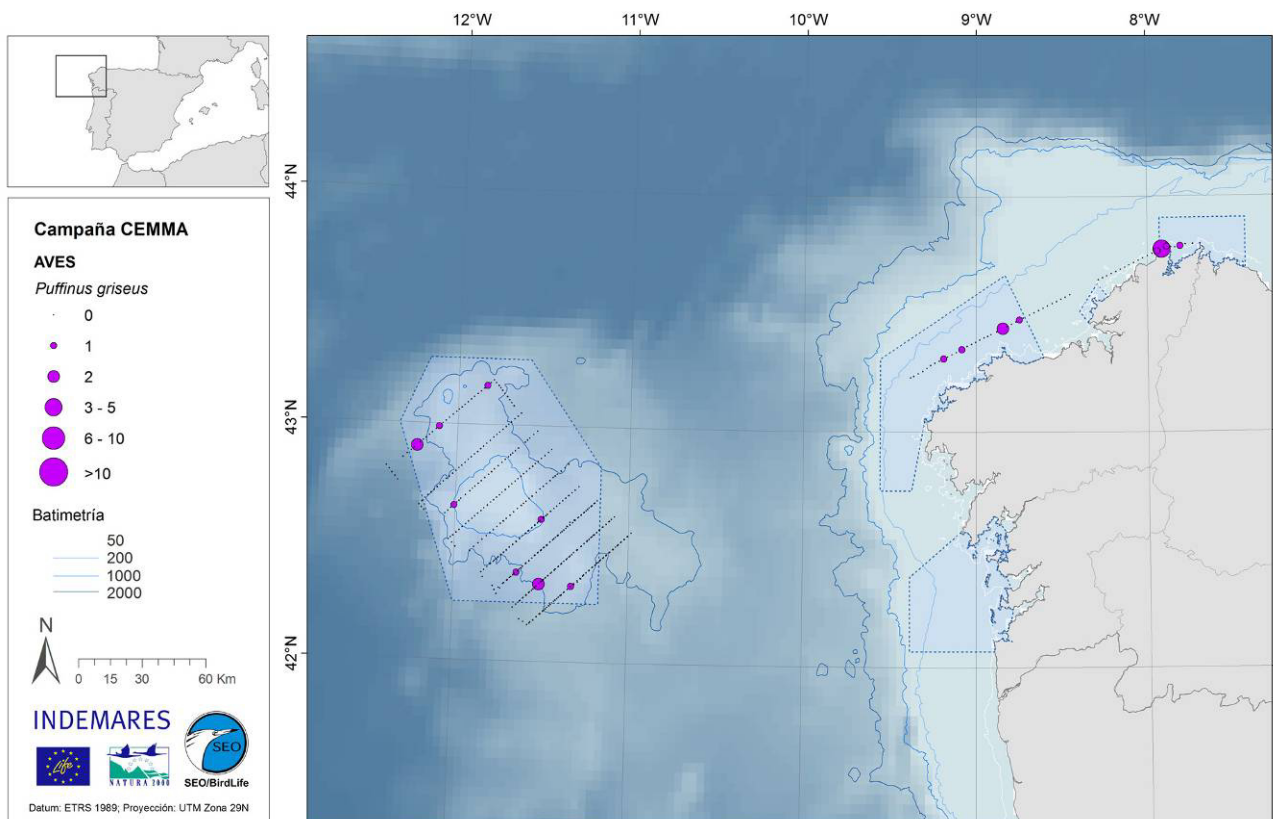 12°W 11°W 10°W 9°W 8°W
44°N
43°N
42°N
Campaña CEMMA
AVES
Puffinus griseus
0
1
2
3 - 5
6 - 10
>10
Batimetría
50
200
1000
2000
N
0 15 30 60 Km
INDEMARES
Life
NATURA 2000
SEO
SEO/BirdLife
Datum: ETRS 1989; Proyección: UTM Zona 29N